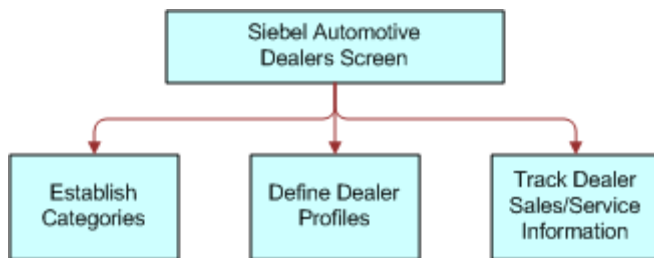 Siebel Automotive
Dealers Screen
Establish
Categories
Define Dealer
Profiles
Track Dealer
Sales/Service
Information